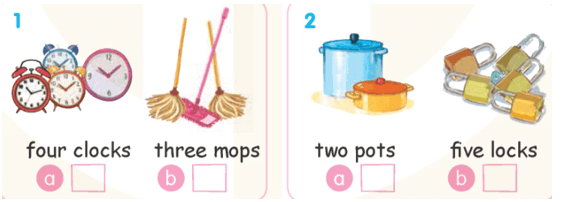 1
four clocks three mops
a b
2
two pots five locks
a b